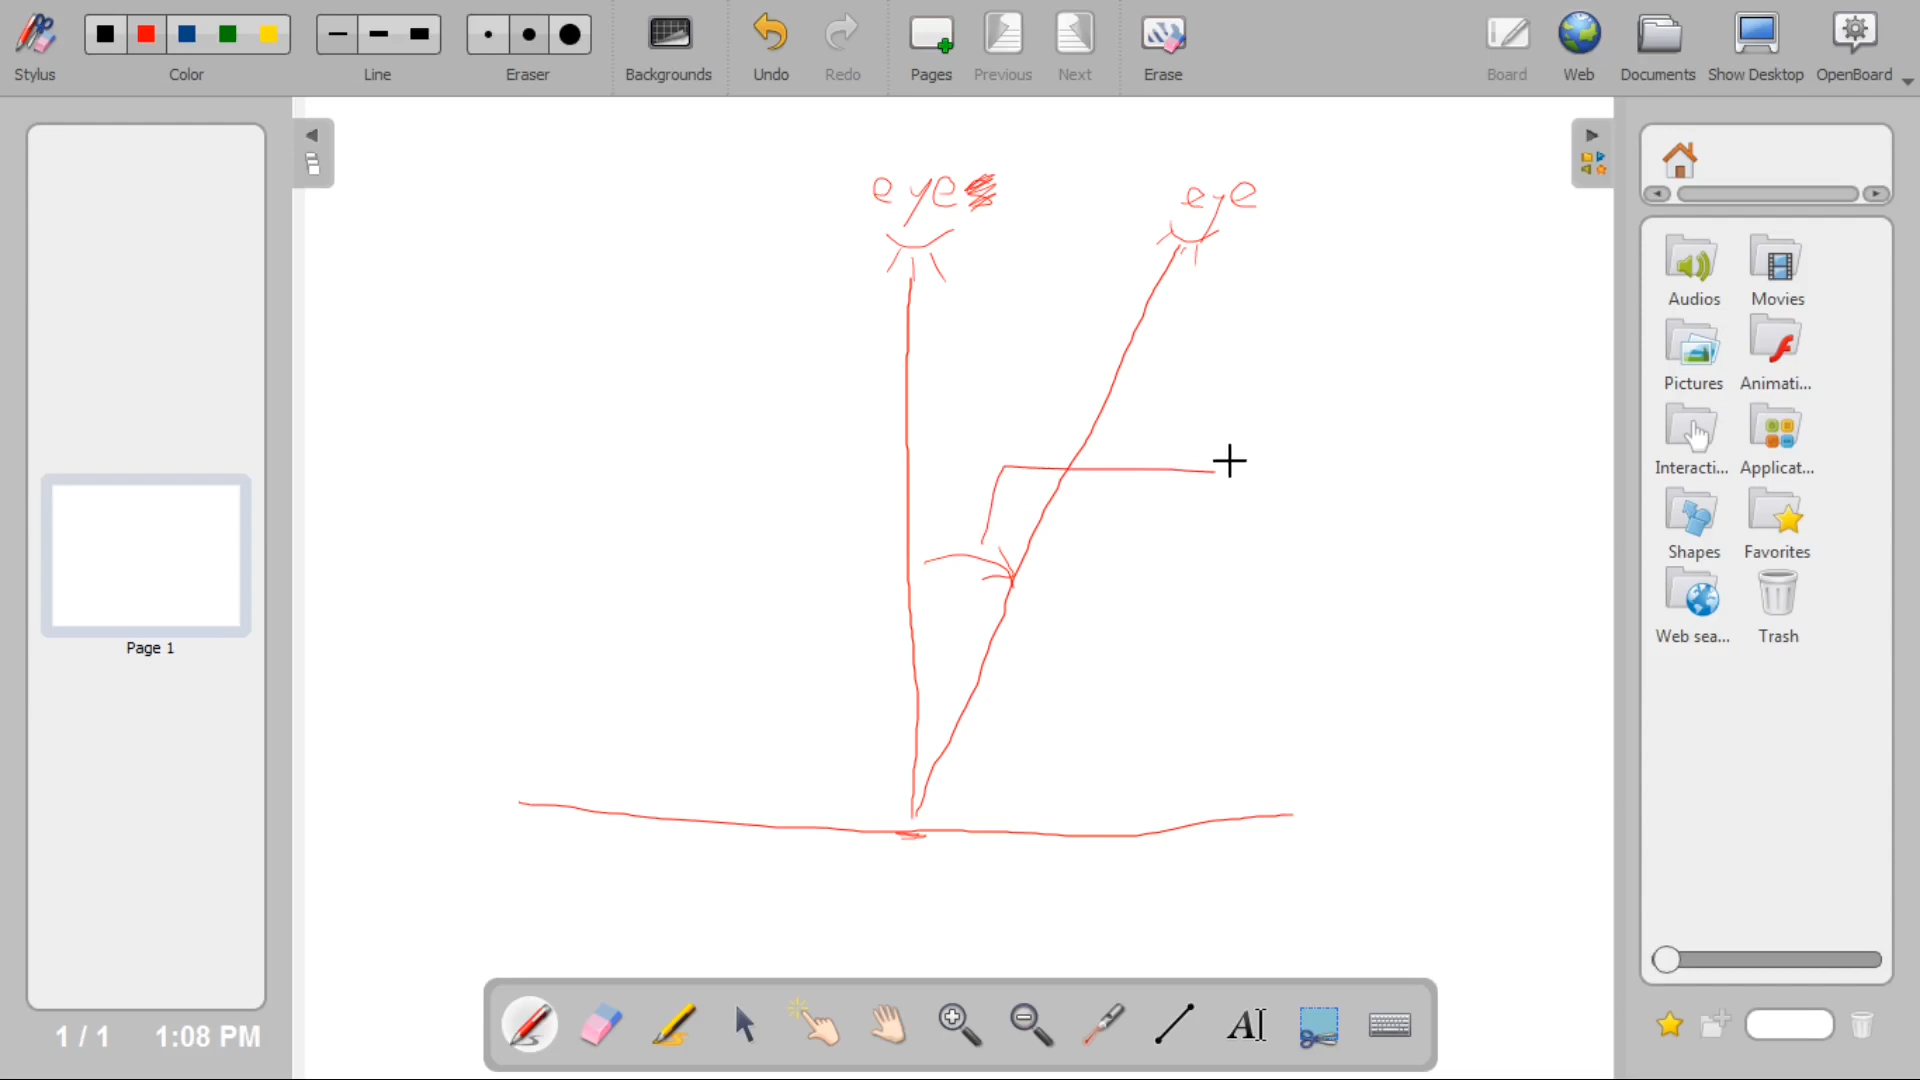 Stylus
Color
Line
Eraser
Backgrounds
Undo
Redo
Pages
Previous
Next
Erase
Board
Web
Documents
Show Desktop
OpenBoard
eye
eye
Page 1
Audios
Movies
Pictures
Animati...
Interacti...
Applicat...
Shapes
Favorites
Web sea...
Trash
1 / 1
1:08 PM
AI